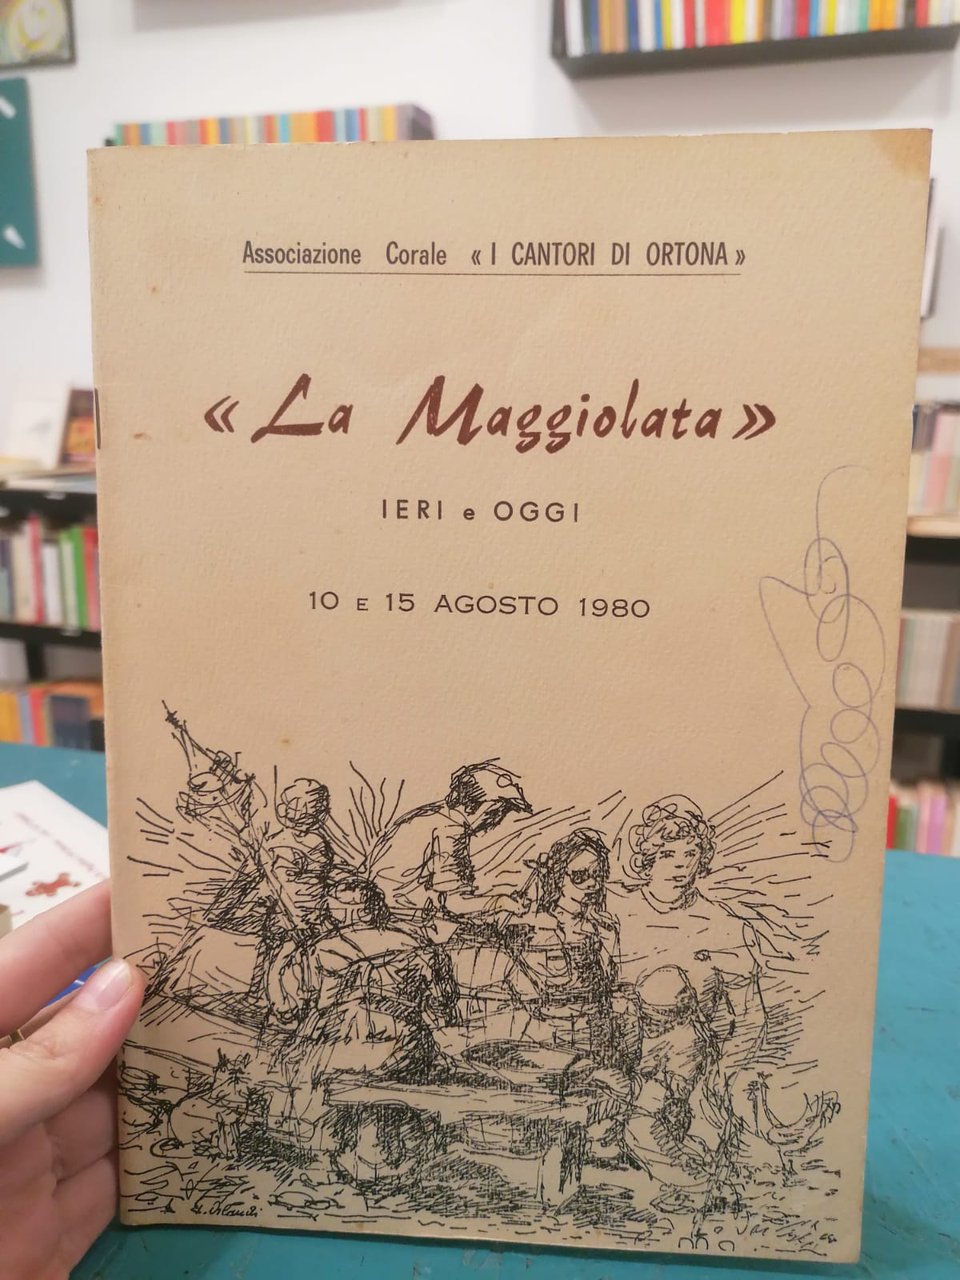 Associazione Corale « I CANTORI DI ORTONA »
« La Maggiolata »
IERI e OGGI
10 E 15 AGOSTO 1980